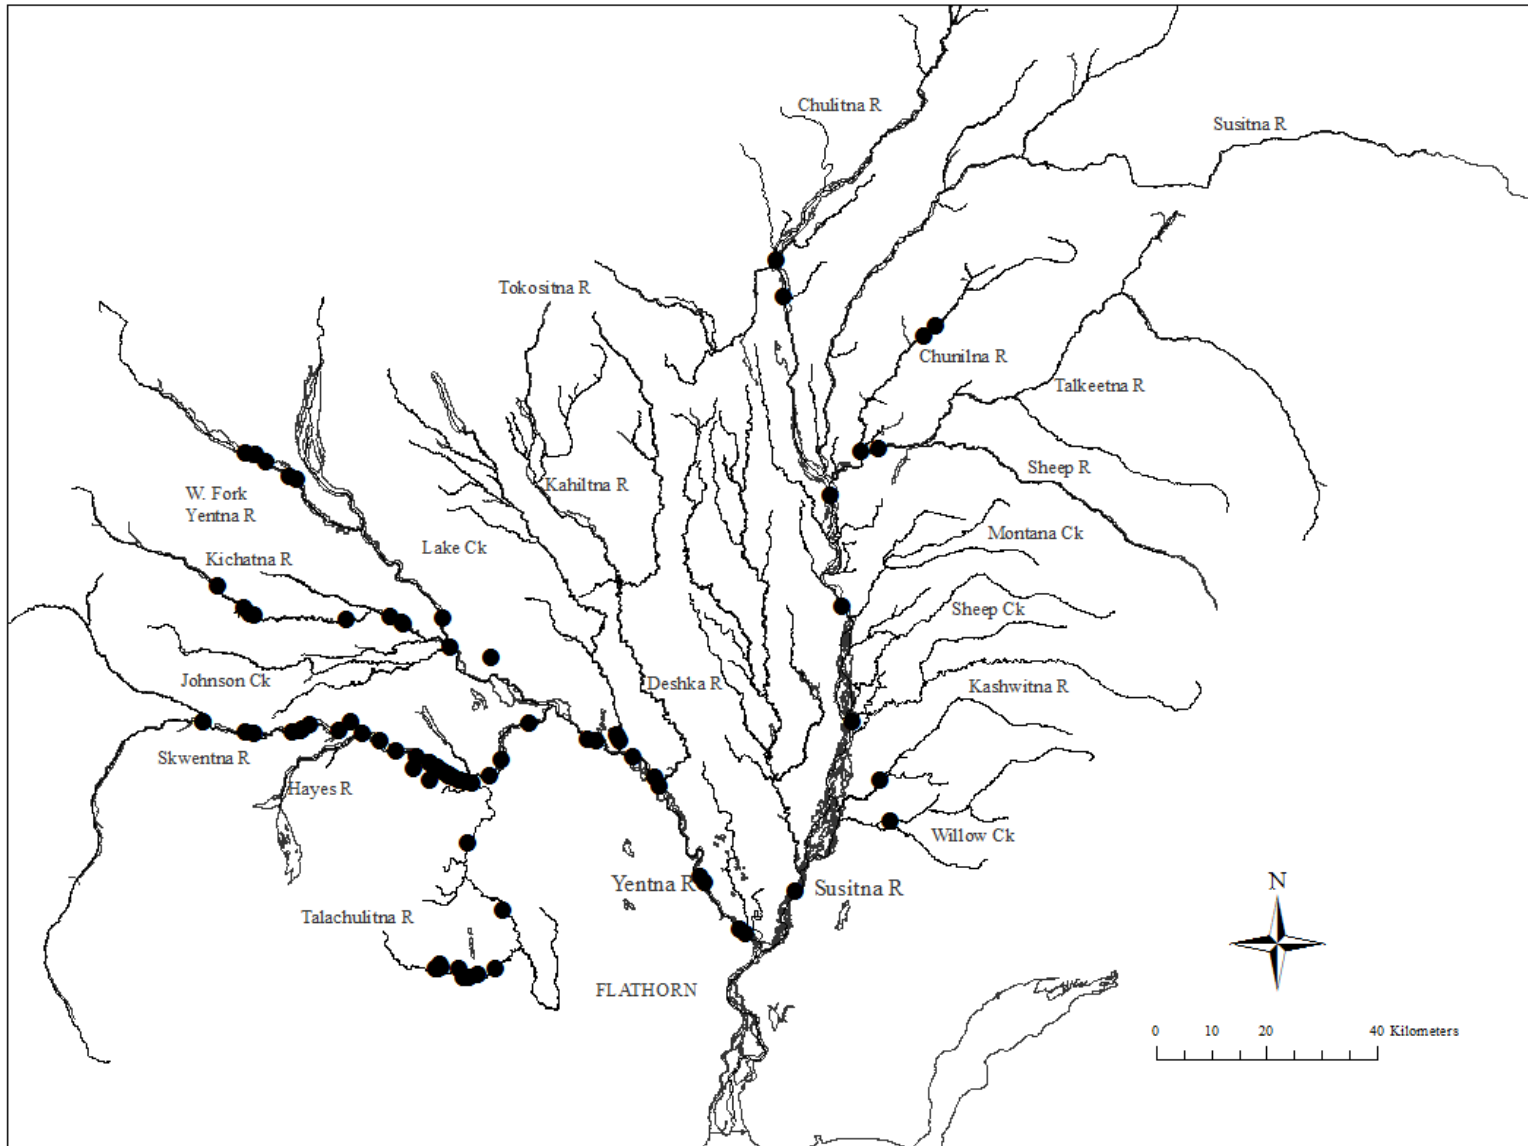 Chulitna R
Susitna R
Tokositna R
Chunilna R
Talkeetna R
Kahiltna R
Sheep R
W. Fork
Yentna R
Lake Ck
Montana Ck
Kichatna R
Sheep Ck
Johnson Ck
Deshka R
Kashwitna R
Skwentna R
Hayes R
Willow Ck
Yentna R
Susitna R
Talachulitna R
FLATHORN
N
0 10 20 40 Kilometers